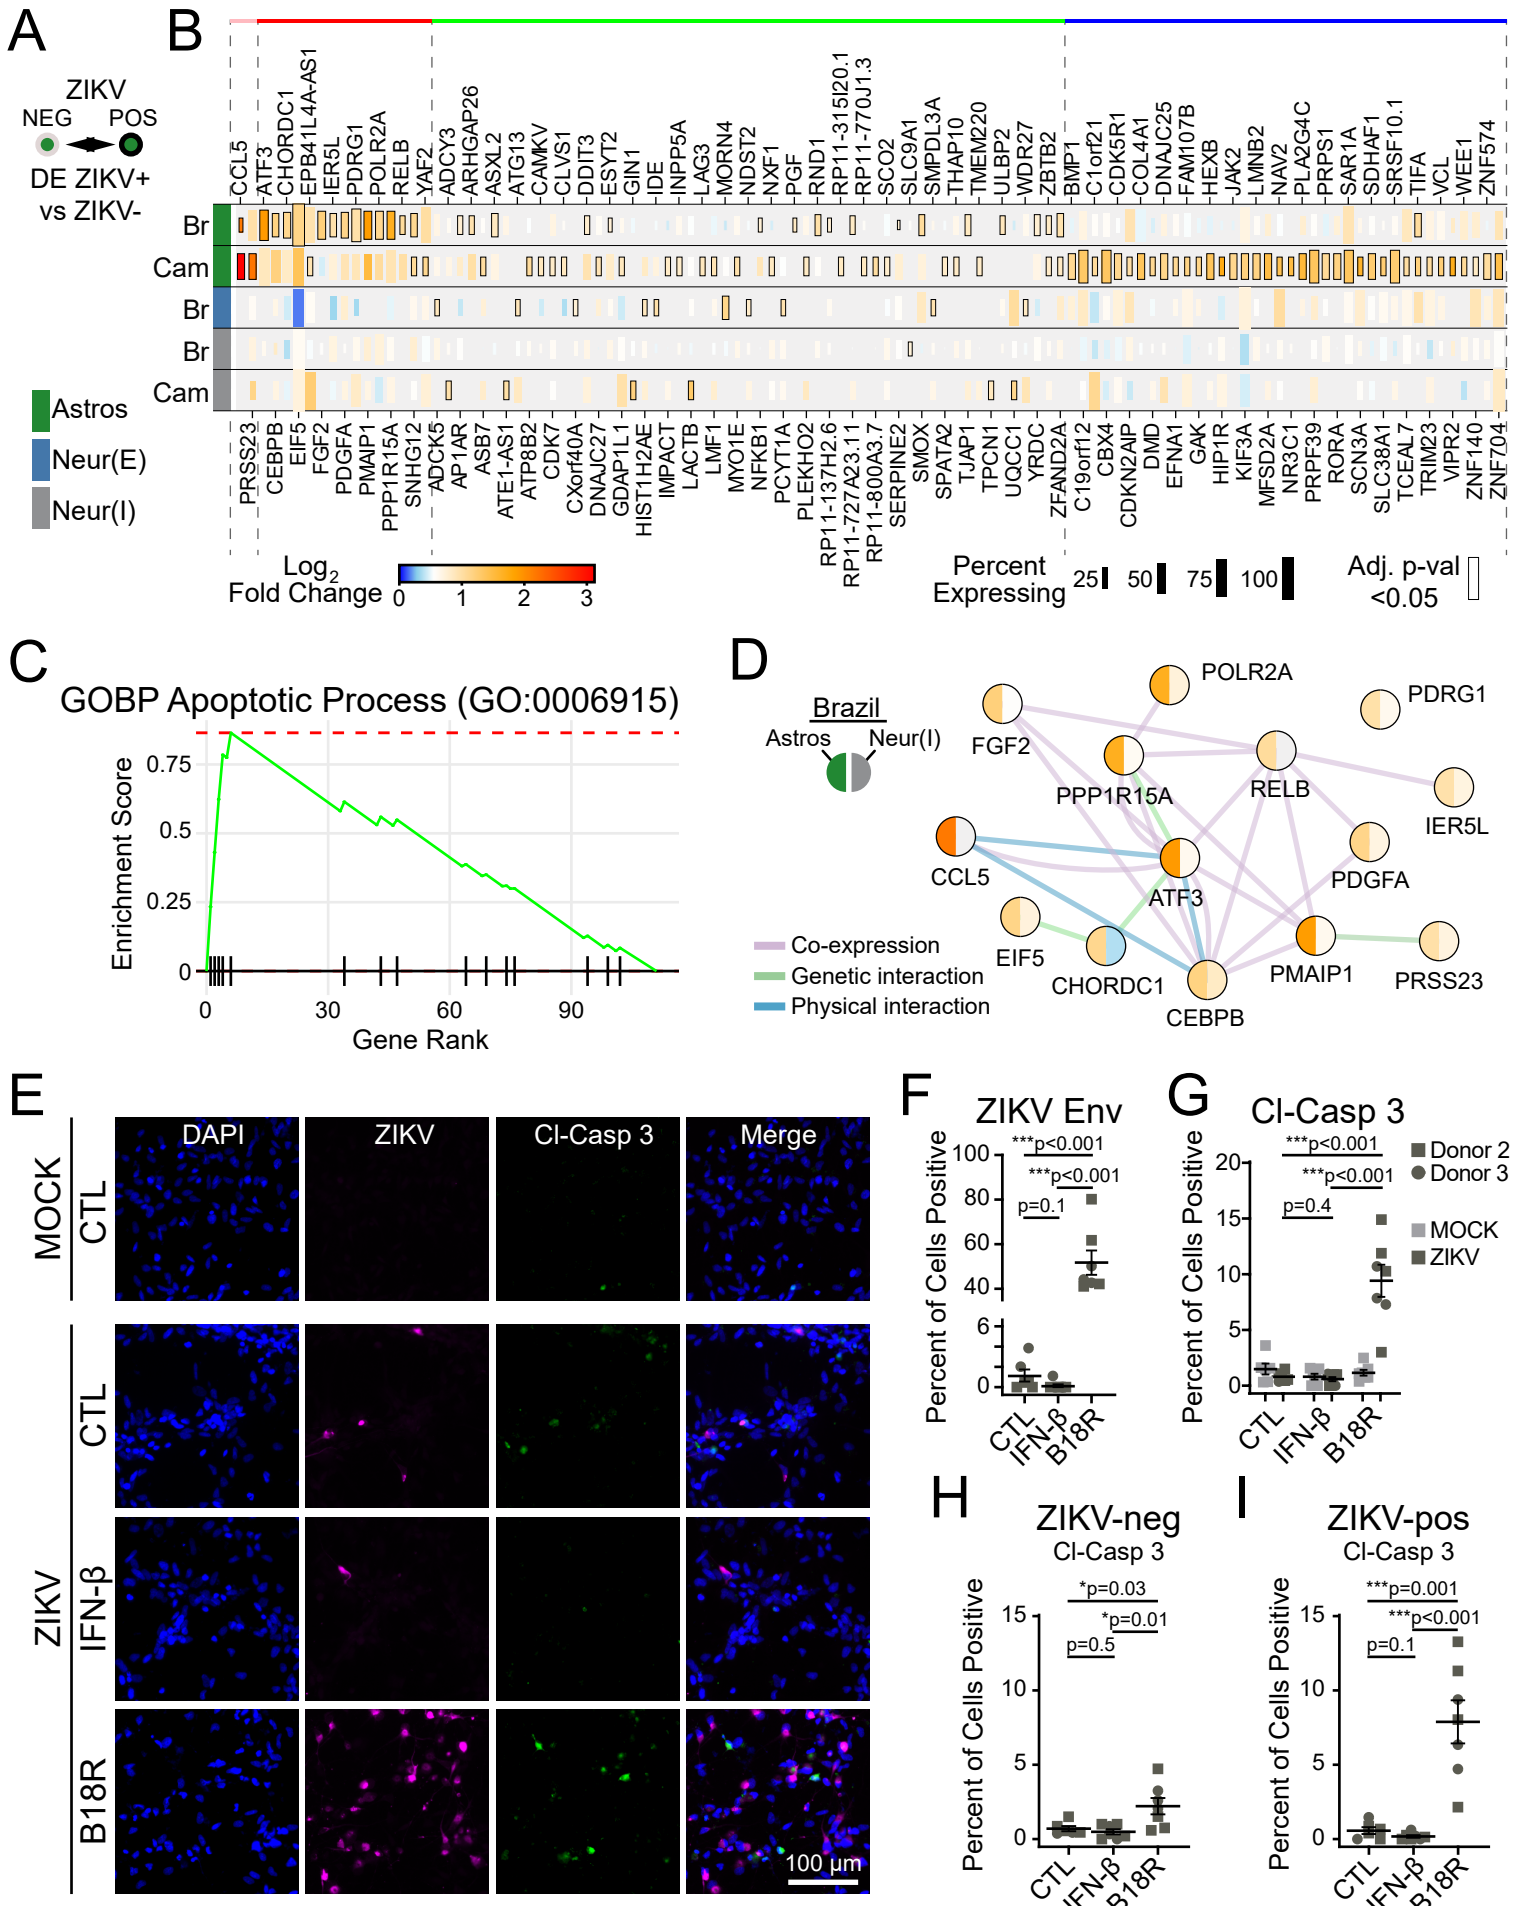 A
ZIKV
NEG POS
DE ZIKV+
vs ZIKV-
Astros
Neur(E)
Neur(I)
B
CCL5
ATF3
CHORDC1
EPB41L4A-AS1
IER5L
PDRG1
POLR2A
RELB
YAF2
ADCY3
ARHGAP26
ASXL2
ATG13
CAMKV
CLVS1
DDIT3
ESYT2
GIN1
IDE
INPP5A
LAG3
MORN4
NDST2
NXF1
PGF
RND1
RP11-315I20.1
RP11-770J1.3
SCO2
SLC9A1
SMPDL3A
THAP10
TMEM220
ULBP2
WDR27
ZBTB2
BMP1
C1orf21
CDK5R1
COL4A1
DNAJC25
FAM107B
HEXB
JAK2
LMNB2
NAV2
PLA2G4C
PRPS1
SAR1A
SDHAF1
SRSF10.1
TIFA
VCL
WEE1
ZNF574
Br
Cam
Br
Br
Cam
PRSS23
CEBPB
EIF5
FGF2
PDGFA
PMAIP1
PPP1R15A
SNHG12
ADCK5
AP1AR
ASB7
ATE1-AS1
ATP8B2
CDK7
CXorf40A
DNAJC27
GDAP1L1
HIST1H2AE
IMPACT
LACTB
LMF1
MYO1E
NFKB1
PCYT1A
PLEKHO2
RP11-137H2.6
RP11-727A23.11
RP11-800A3.7
SERPINE2
SMOX
SPATA2
TJAP1
TPCN1
UQCC1
YRDC
ZFAND2A
C19orf12
CBX4
CDKN2AIP
DMD
EFNA1
HIP1R
KIF3A
MFSD2A
NR3C1
PRPF39
RORA
SCN3A
SLC38A1
TCEAL7
TRIM23
VIPR2
ZNF140
ZNF704
Log2
Fold Change
0 1 2 3
Percent
Expressing
25 50 75 100
Adj. p-val
<0.05
C
GOBP Apoptotic Process (GO:0006915)
Enrichment Score
0.75
0.5
0.25
0
0 30 60 90
Gene Rank
D
Brazil
Astros Neur(I)
POLR2A
PDRG1
FGF2
PPP1R15A
RELB
IER5L
CCL5
ATF3
PDGFA
EIF5
CHORDC1
CEBPB
PMAIP1
PRSS23
Co-expression
Genetic interaction
Physical interaction
E
DAPI ZIKV Cl-Casp 3 Merge
MOCK
CTL
ZIKV
CTL
IFN-β
B18R
100 µm
F
ZIKV Env
Percent of Cells Positive
***p<0.001
***p<0.001
p=0.1
100
80
60
40
6
0
CTL
IFN-β
B18R
G
Cl-Casp 3
Percent of Cells Positive
***p<0.001
***p<0.001
p=0.4
20
15
10
5
0
CTL
IFN-β
B18R
Donor 2
Donor 3
MOCK
ZIKV
H
ZIKV-neg
Cl-Casp 3
Percent of Cells Positive
*p=0.03
*p=0.01
p=0.5
15
10
5
0
CTL
IFN-β
B18R
I
ZIKV-pos
Cl-Casp 3
Percent of Cells Positive
***p=0.001
***p<0.001
p=0.1
15
10
5
0
CTL
IFN-β
B18R